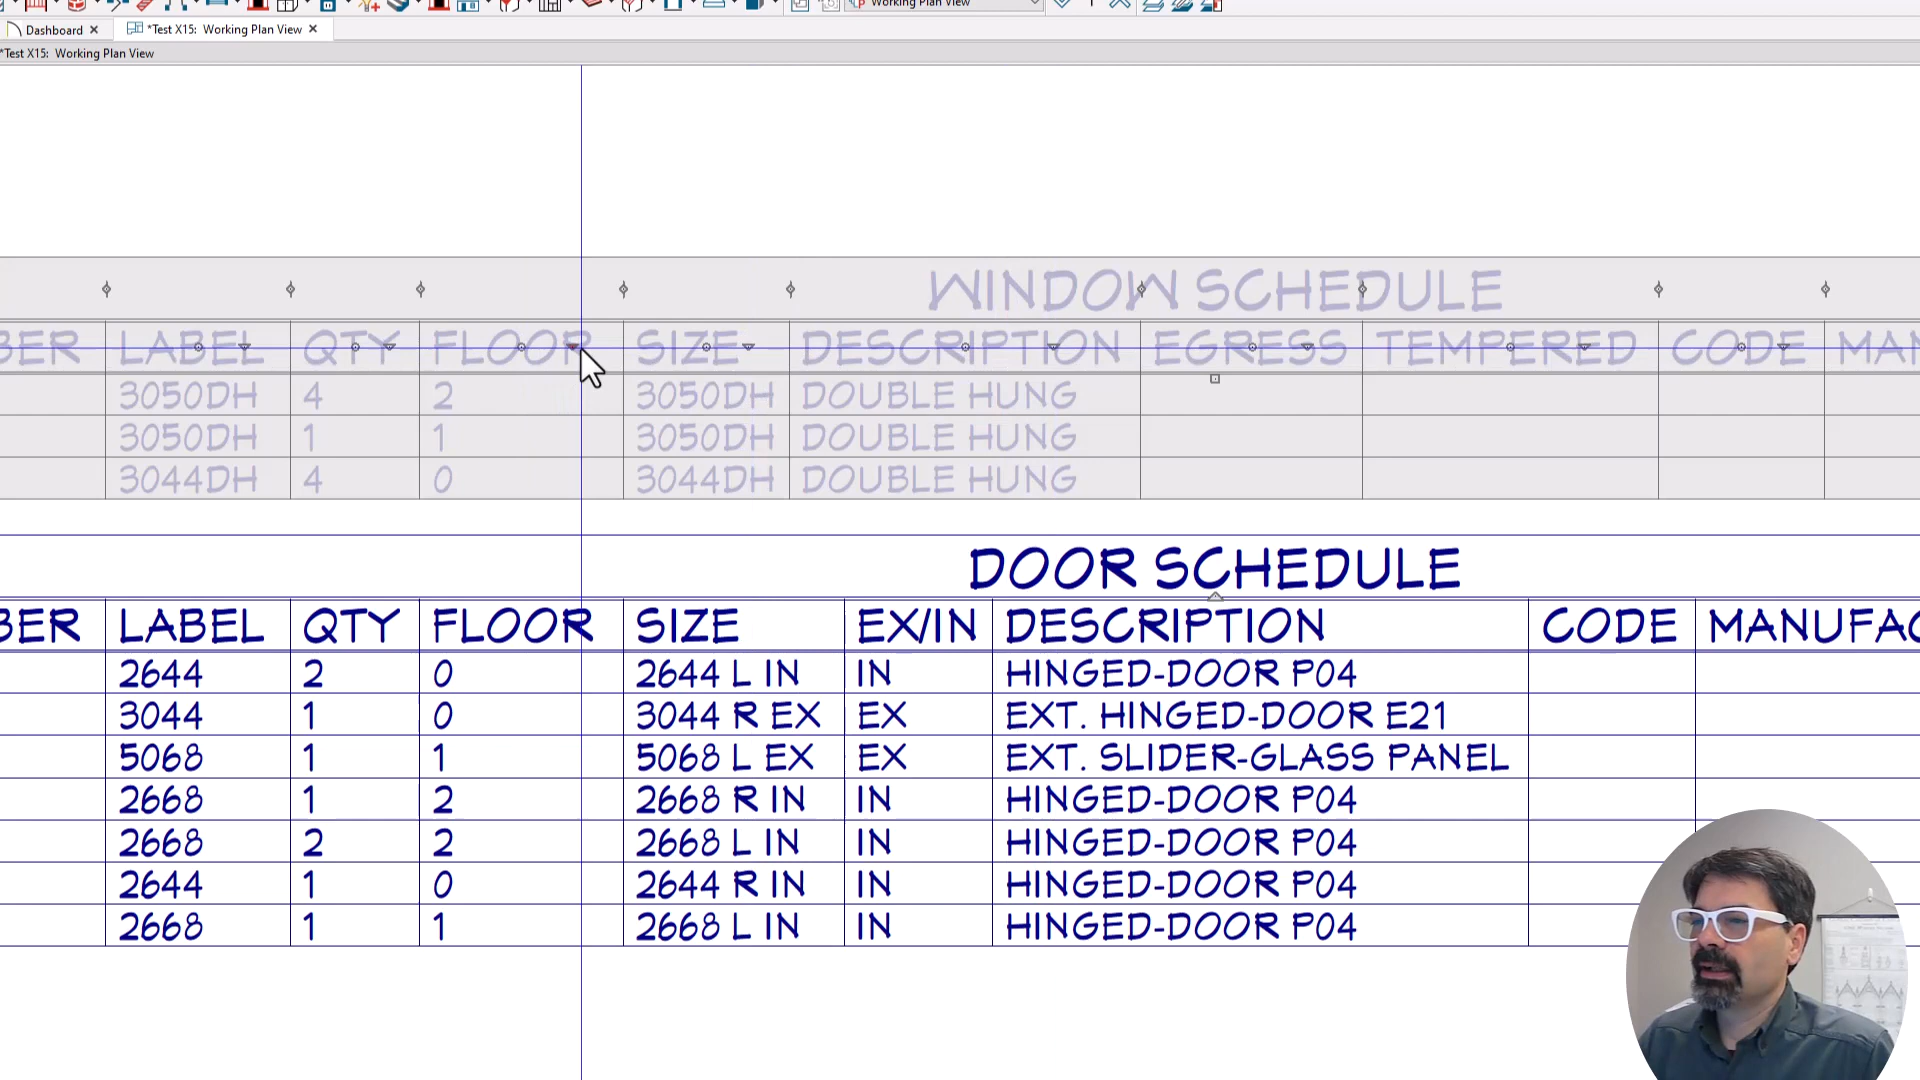 Working Plan View
Dashboard
*Test X15: Working Plan View
*Test X15: Working Plan View
WINDOW SCHEDULE
BER LABEL QTY FLOOR SIZE DESCRIPTION EGRESS TEMPERED CODE MAN
3050DH 4 2 3050DH DOUBLE HUNG
3050DH 1 1 3050DH DOUBLE HUNG
3044DH 4 0 3044DH DOUBLE HUNG
DOOR SCHEDULE
BER LABEL QTY FLOOR SIZE EX/IN DESCRIPTION CODE MANUFAC
2644 2 0 2644 L IN IN HINGED-DOOR P04
3044 1 0 3044 R EX EX EXT. HINGED-DOOR E21
5068 1 1 5068 L EX EX EXT. SLIDER-GLASS PANEL
2668 1 2 2668 R IN IN HINGED-DOOR P04
2668 2 2 2668 L IN IN HINGED-DOOR P04
2644 1 0 2644 R IN IN HINGED-DOOR P04
2668 1 1 2668 L IN IN HINGED-DOOR P04